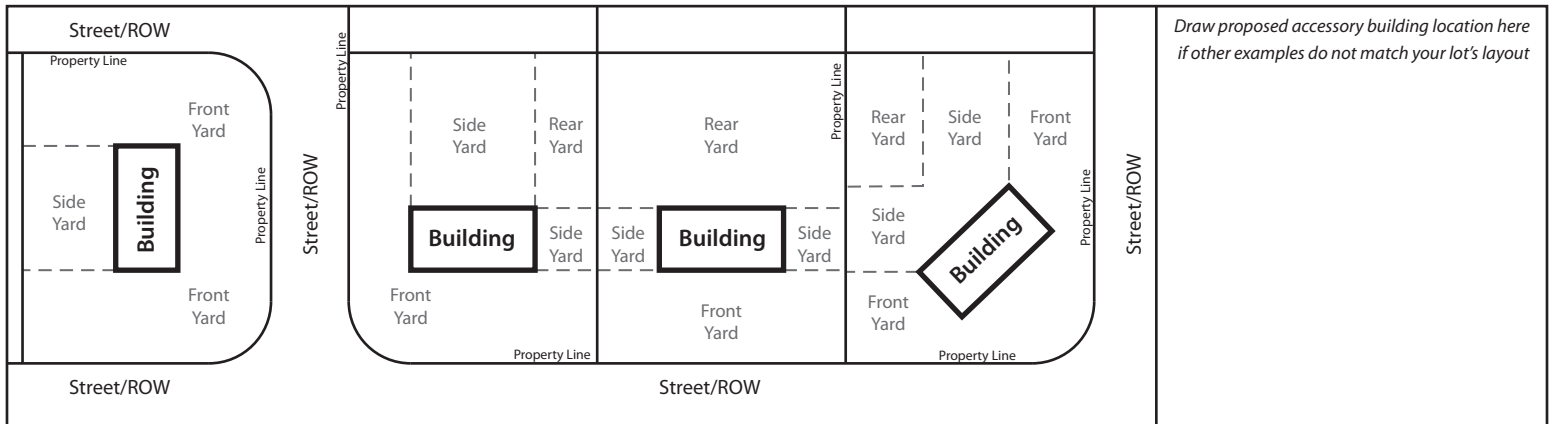 Street/ROW
Property Line
Front
Yard
Side
Yard
Building
Property Line
Front
Yard
Street/ROW
Street/ROW
Property Line
Side
Yard
Rear
Yard
Building
Side
Yard
Front
Yard
Property Line
Rear
Yard
Side
Yard
Building
Side
Yard
Front
Yard
Street/ROW
Property Line
Rear
Yard
Side
Yard
Front
Yard
Side
Yard
Building
Front
Yard
Property Line
Property Line
Street/ROW
Draw proposed accessory building location here
if other examples do not match your lot's layout